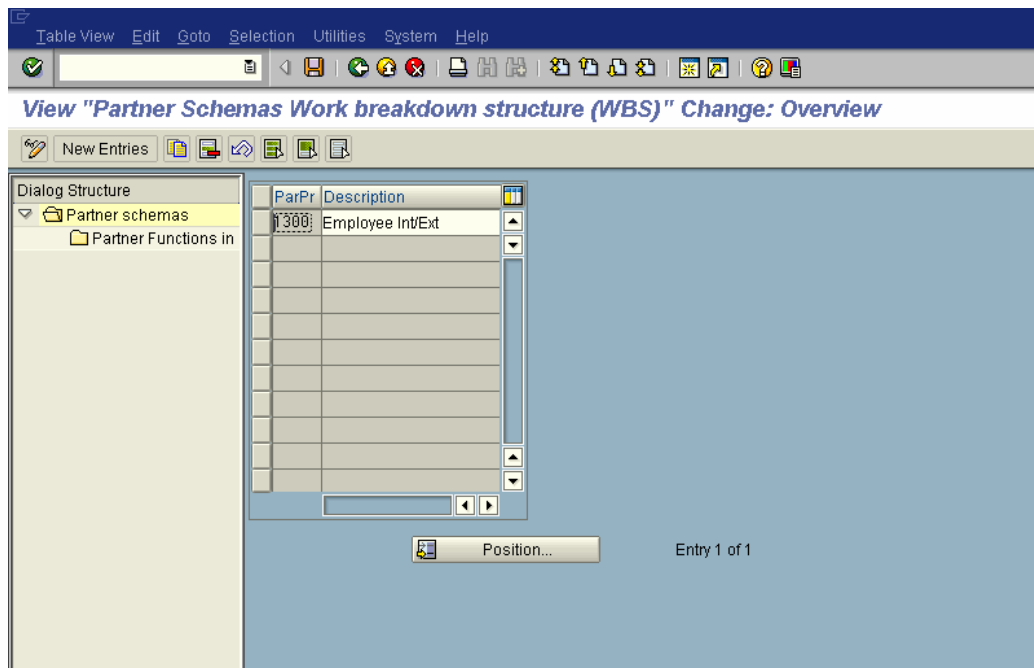 Table View Edit Goto Selection Utilities System Help
View "Partner Schemas Work breakdown structure (WBS)" Change: Overview
New Entries
Dialog Structure
Partner schemas
Partner Functions in
ParPr Description
1300 Employee Int/Ext
Position... Entry 1 of 1